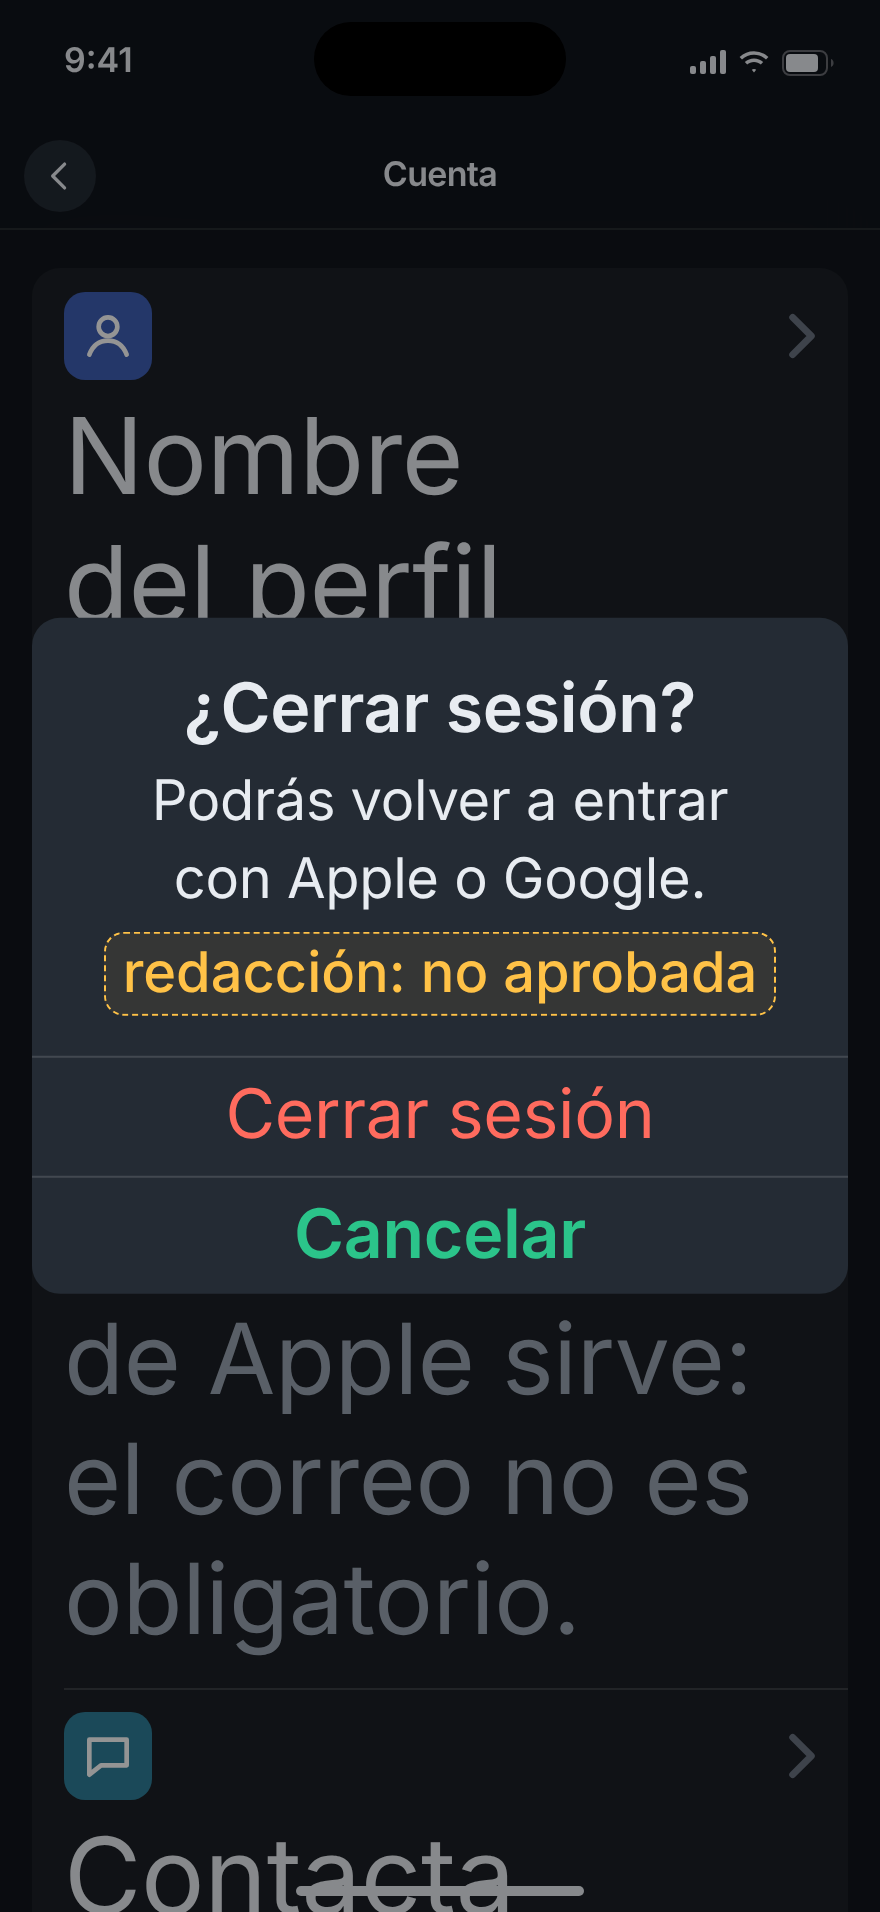 9:41
Cuenta
Nombre
del perfil
¿Cerrar sesión?
Podrás volver a entrar
con Apple o Google.
redacción: no aprobada
Cerrar sesión
Cancelar
de Apple sirve:
el correo no es
obligatorio.
Contacta